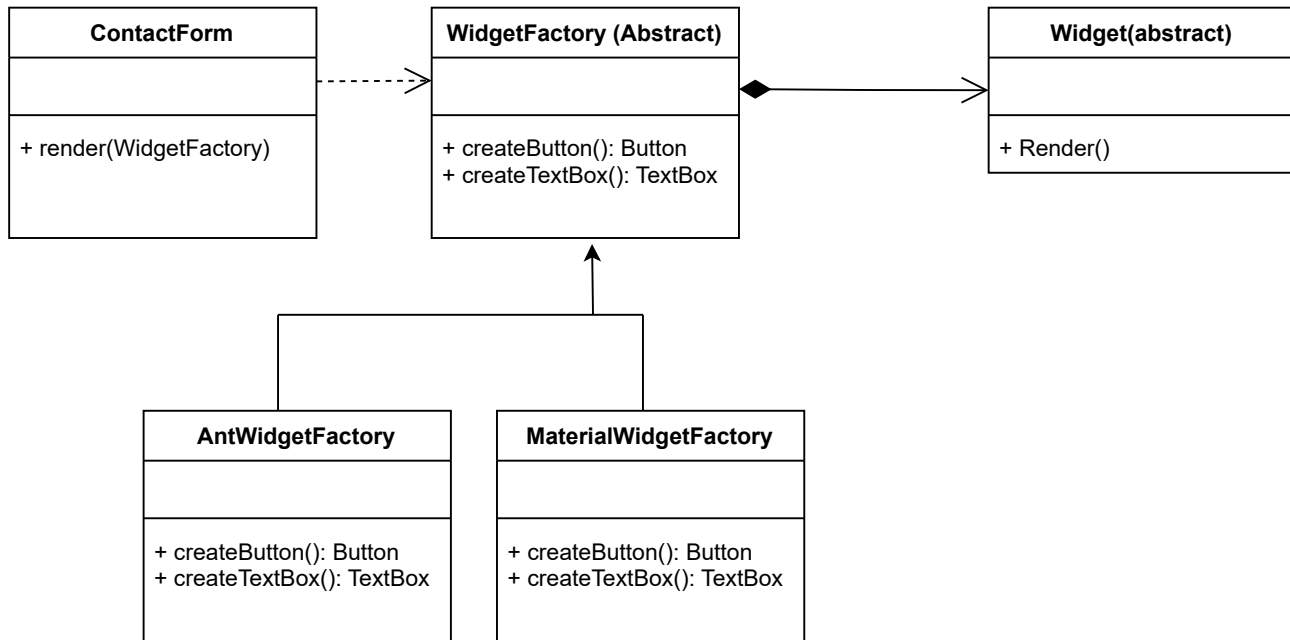 ContactForm
+ render(WidgetFactory)
WidgetFactory (Abstract)
+ createButton(): Button
+ createTextBox(): TextBox
Widget(abstract)
+ Render()
AntWidgetFactory
+ createButton(): Button
+ createTextBox(): TextBox
MaterialWidgetFactory
+ createButton(): Button
+ createTextBox(): TextBox